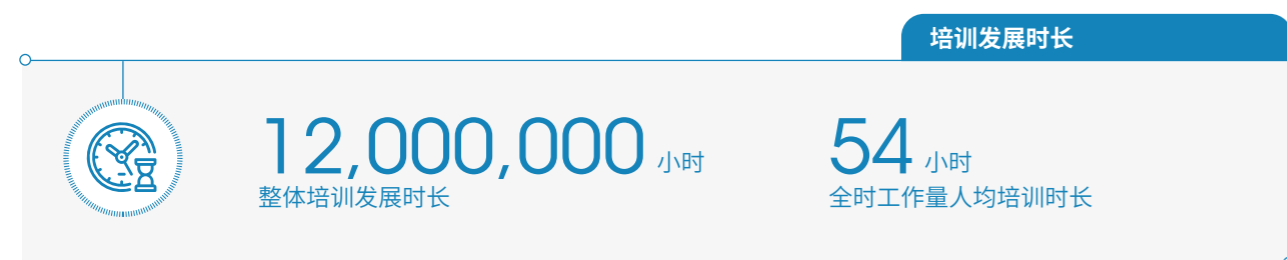 培训发展时长
12,000,000 小时
整体培训发展时长
54 小时
全时工作量人均培训时长